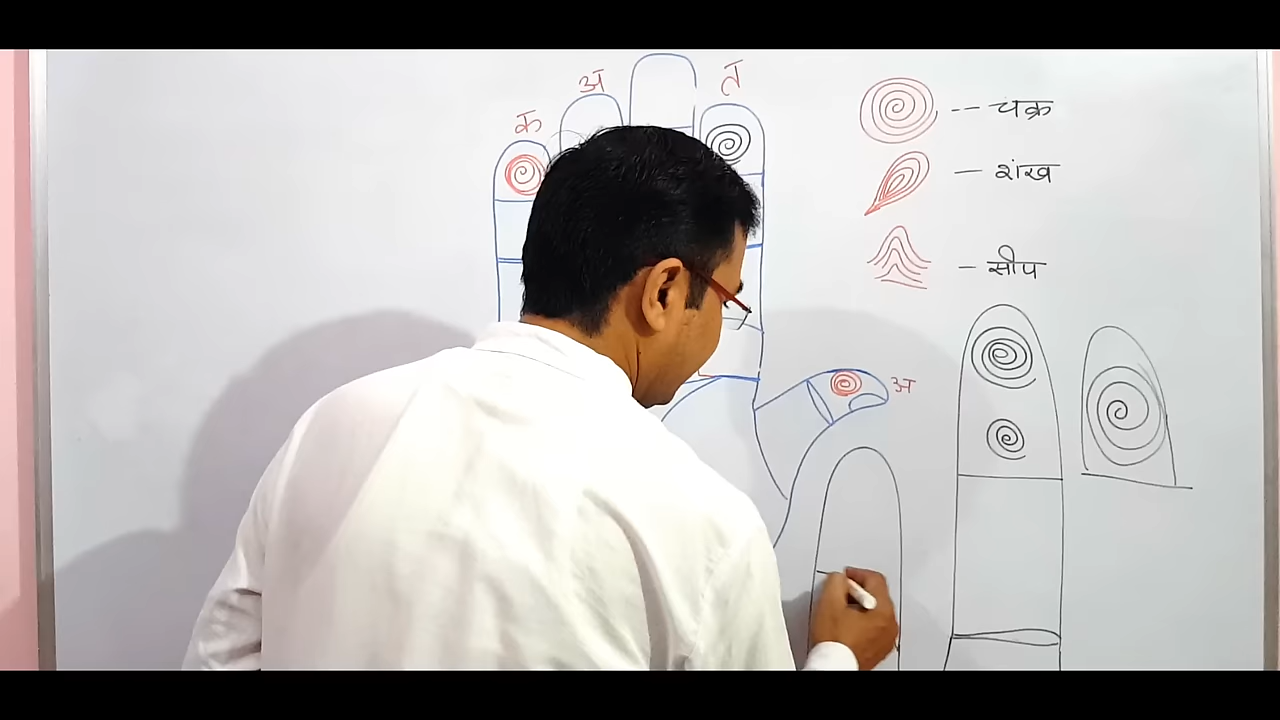 क
अ
त
-- चक्र
- शंख
- सीप
अ